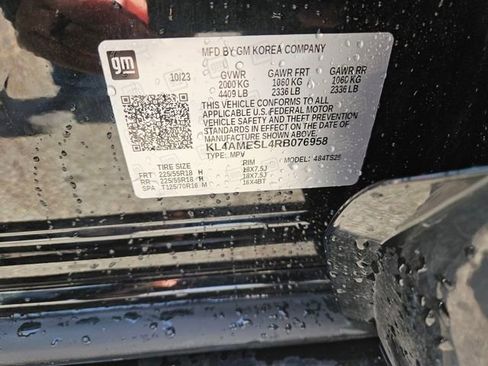 gm
MFD BY GM KOREA COMPANY
10/23 GVWR GAWR FRT GAWR RR
2000 KG 1060 KG 1060 KG
4409 LB 2336 LB 2336 LB
THIS VEHICLE CONFORMS TO ALL
APPLICABLE U.S. FEDERAL MOTOR
VEHICLE SAFETY AND THEFT
PREVENTION STANDARDS IN EFFECT ON
THE DATE OF MANUFACTURE SHOWN ABOVE.
KL4AMESL4RB076958
TYPE: MPV MODEL: 484TS25
TIRE SIZE RIM
FRT 225/55R18 H 18X7.5J
RR 225/55R18 H 18X7.5J
SPA T125/70R16 M 16X4BT